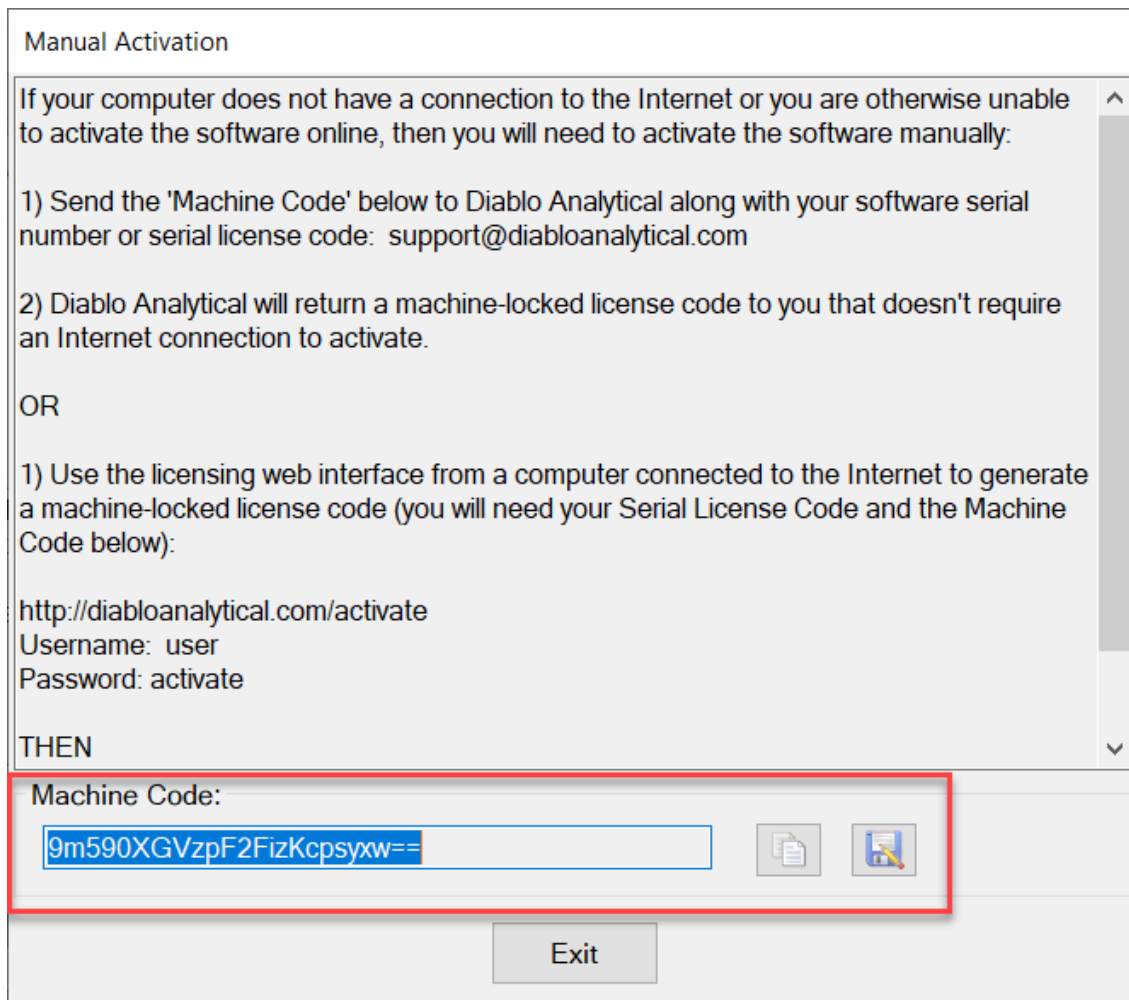 Manual Activation
If your computer does not have a connection to the Internet or you are otherwise unable
to activate the software online, then you will need to activate the software manually:
1) Send the 'Machine Code' below to Diablo Analytical along with your software serial
number or serial license code:  support@diabloanalytical.com
2) Diablo Analytical will return a machine-locked license code to you that doesn't require
an Internet connection to activate.
OR
1) Use the licensing web interface from a computer connected to the Internet to generate
a machine-locked license code (you will need your Serial License Code and the Machine
Code below):
http://diabloanalytical.com/activate
Username:  user
Password: activate
THEN
Machine Code:
9m590XGVzpF2FizKcpsyxw==
Exit